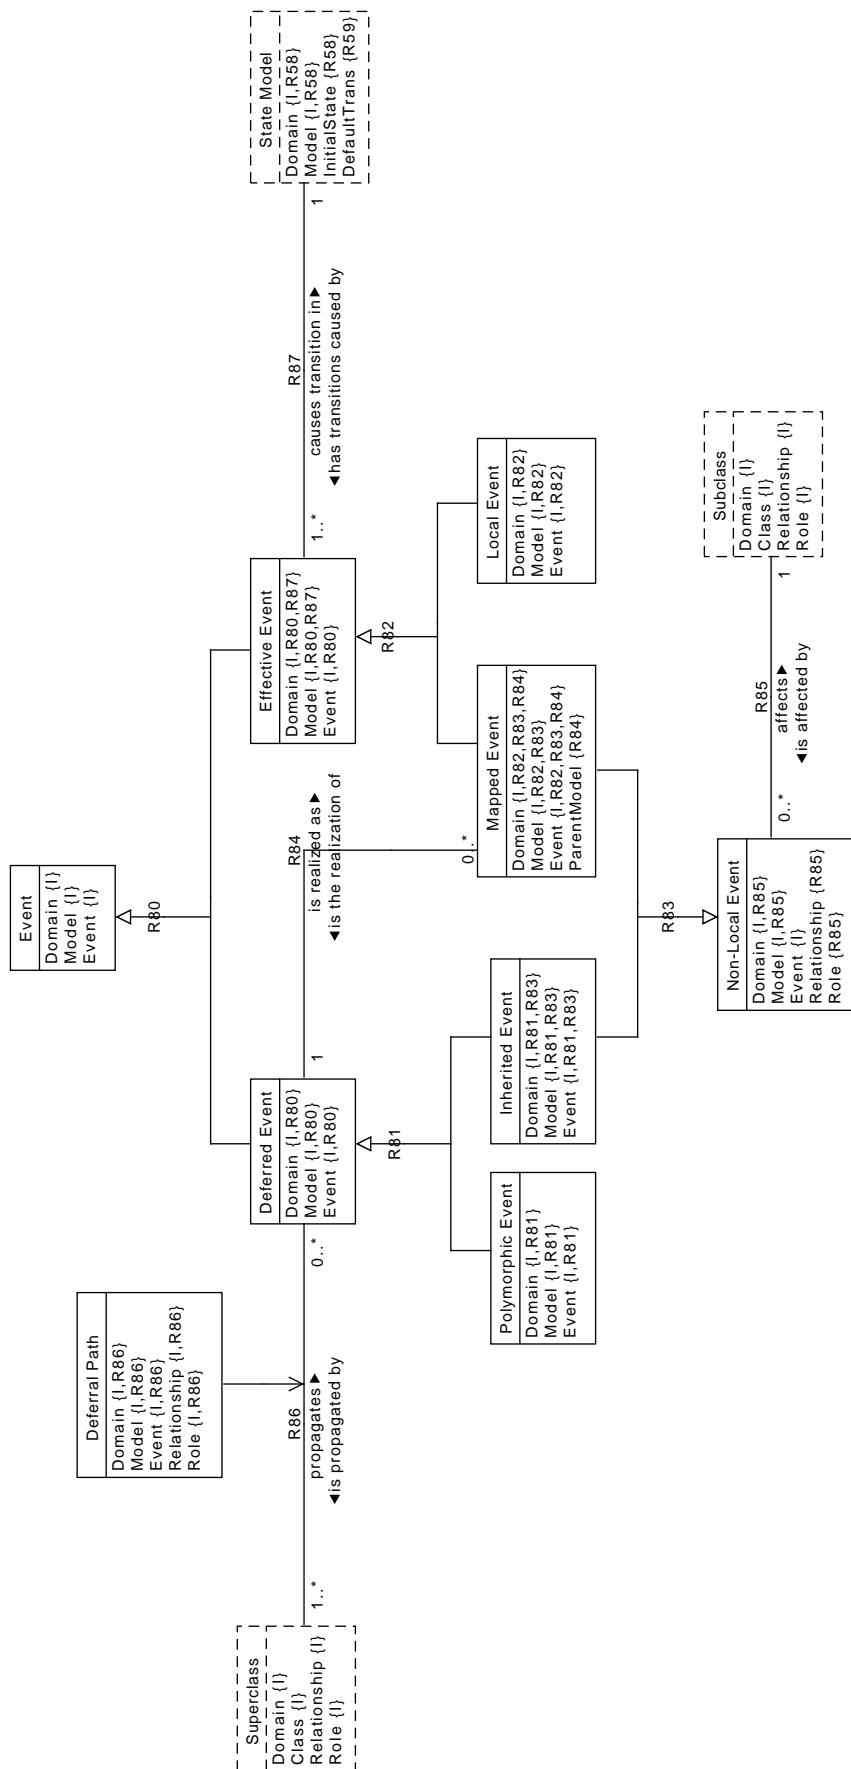 Event
Domain {I}
Model {I}
Event {I}
R80
Deferral Path
Domain {I,R86}
Model {I,R86}
Event {I,R86}
Relationship {I,R86}
Role {I,R86}
Superclass
Domain {I}
Class {I}
Relationship {I}
Role {I}
1..*
R86
propagates ▶
◀is propagated by
0..*
Deferred Event
Domain {I,R80}
Model {I,R80}
Event {I,R80}
1
R84
is realized as ▶
◀is the realization of
0..*
Effective Event
Domain {I,R80,R87}
Model {I,R80,R87}
Event {I,R80}
1..*
R87
causes transition in▶
◀has transitions caused by
1
State Model
Domain {I,R58}
Model {I,R58}
InitialState {R58}
DefaultTrans {R59}
R81
R82
Polymorphic Event
Domain {I,R81}
Model {I,R81}
Event {I,R81}
Inherited Event
Domain {I,R81,R83}
Model {I,R81,R83}
Event {I,R81,R83}
Mapped Event
Domain {I,R82,R83,R84}
Model {I,R82,R83}
Event {I,R82,R83,R84}
ParentModel {R84}
Local Event
Domain {I,R82}
Model {I,R82}
Event {I,R82}
R83
Non-Local Event
Domain {I,R85}
Model {I,R85}
Event {I}
Relationship {R85}
Role {R85}
0..*
R85
affects▶
◀is affected by
1
Subclass
Domain {I}
Class {I}
Relationship {I}
Role {I}